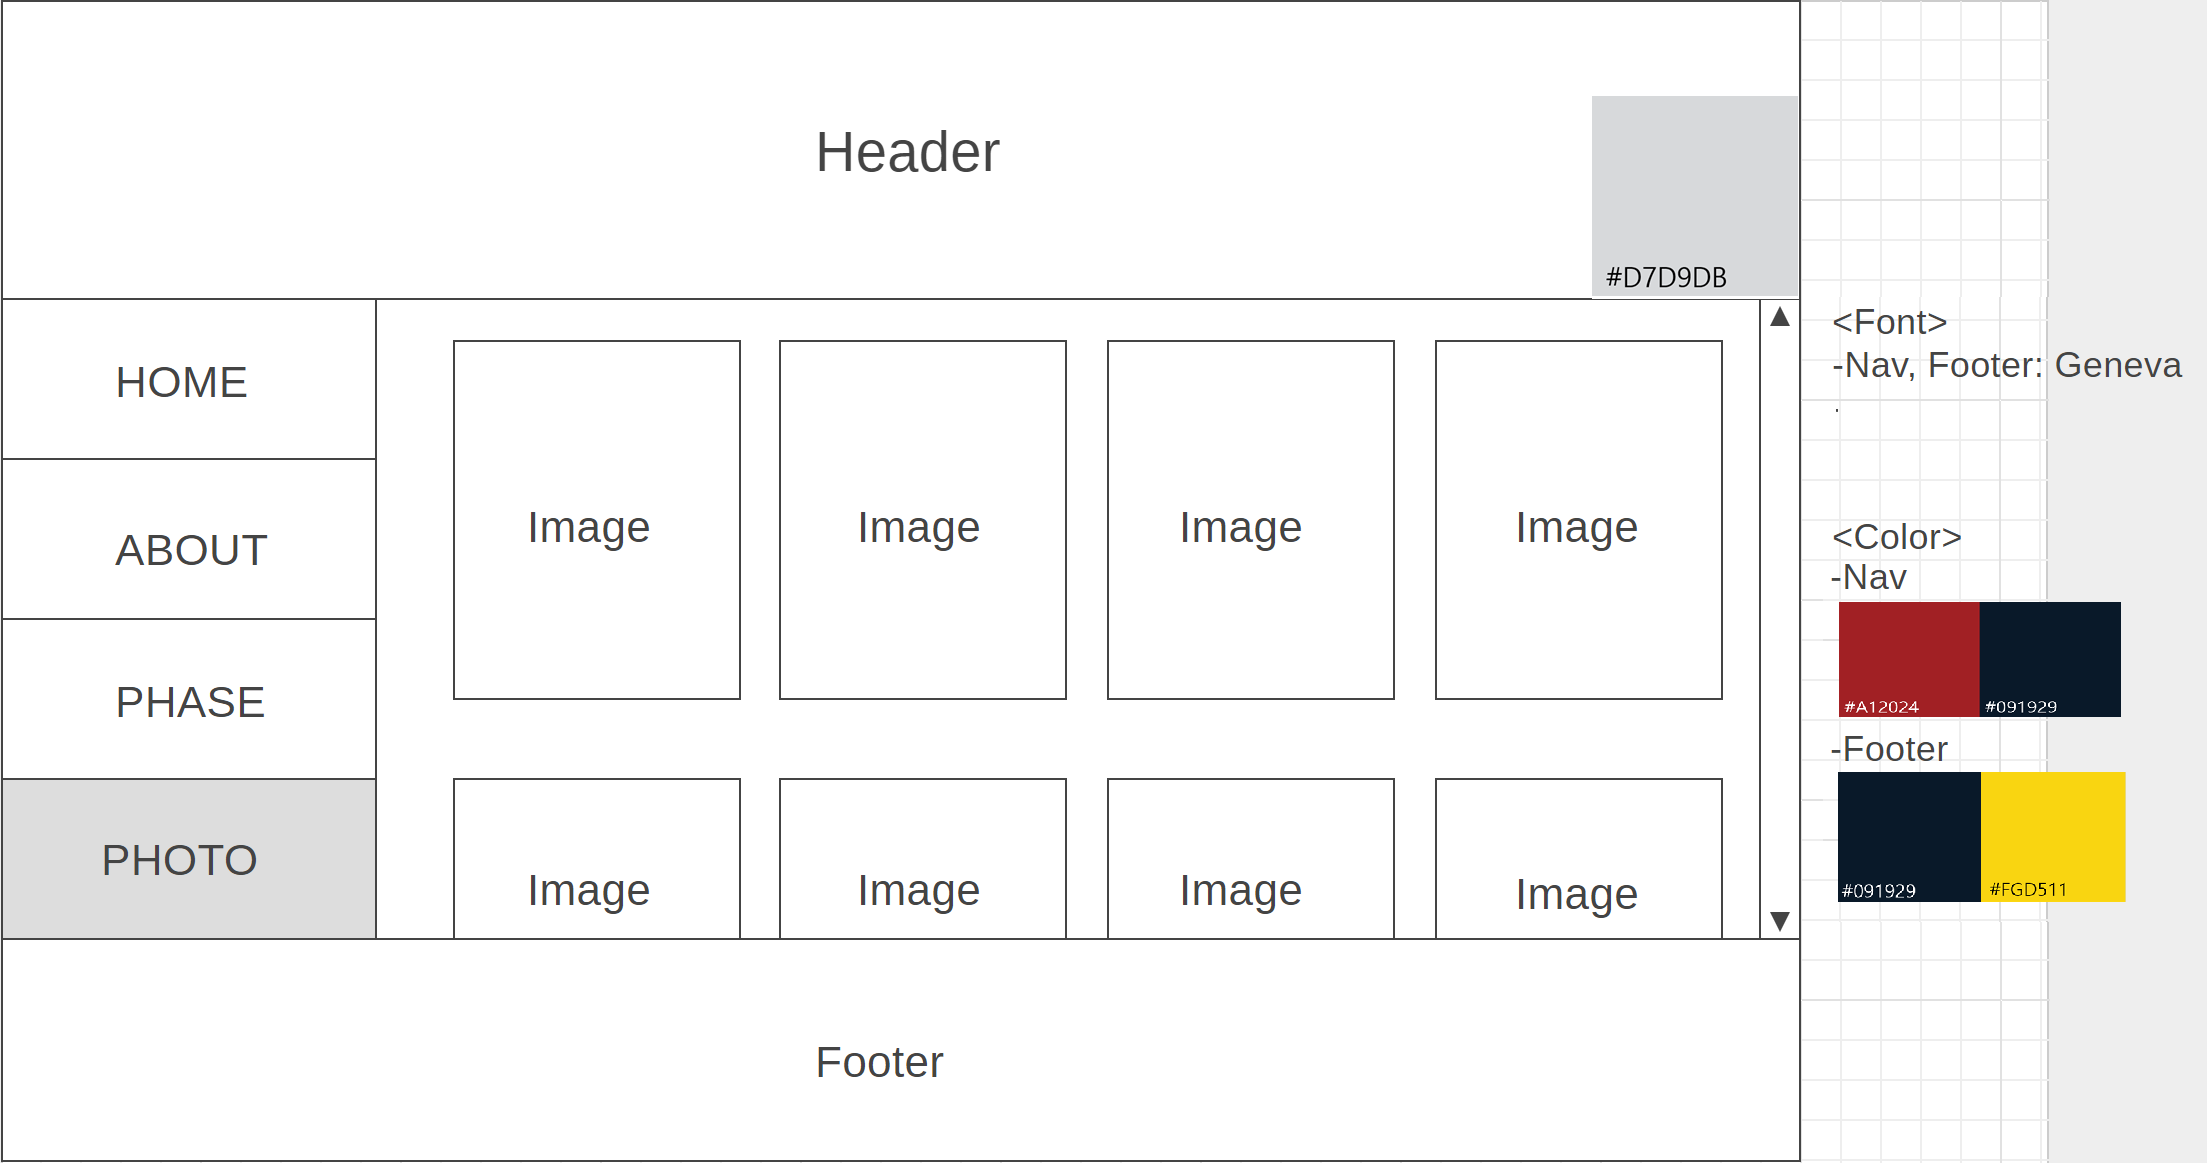 Header
#D7D9DB
HOME
ABOUT
PHASE
PHOTO
Image Image Image Image
Image Image Image Image
Footer
<Font>
-Nav, Footer: Geneva
<Color>
-Nav
#A12024 #091929
-Footer
#091929 #FGD511